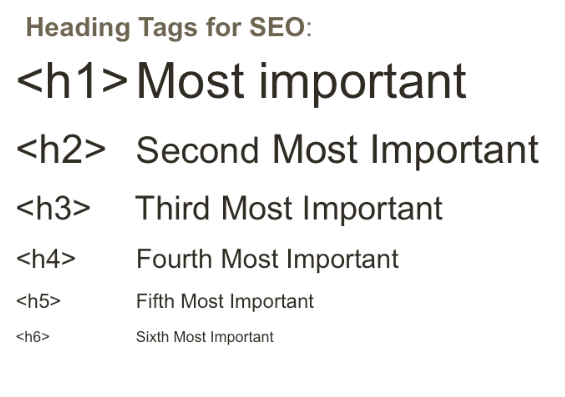 Heading Tags for SEO:
<h1> Most important
<h2> Second Most Important
<h3> Third Most Important
<h4> Fourth Most Important
<h5> Fifth Most Important
<h6> Sixth Most Important